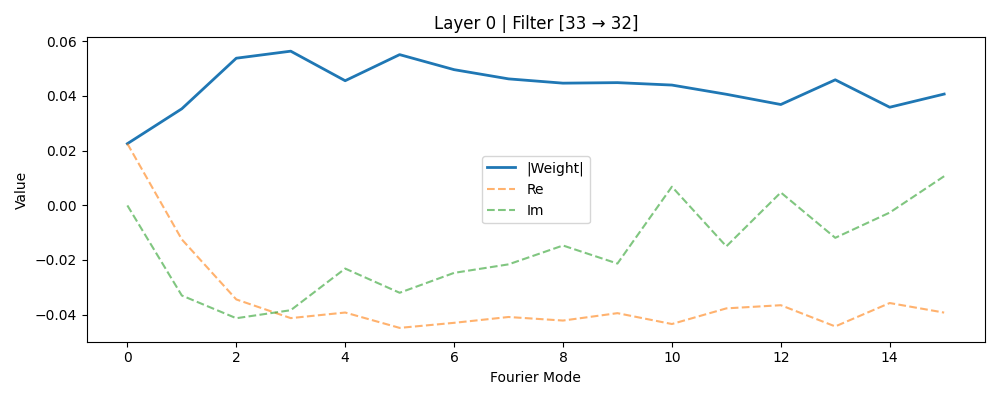 Layer 0 | Filter [33 → 32]
0.06
0.04
0.02
0.00
−0.02
−0.04
Value
|Weight|
Re
Im
0 2 4 6 8 10 12 14
Fourier Mode